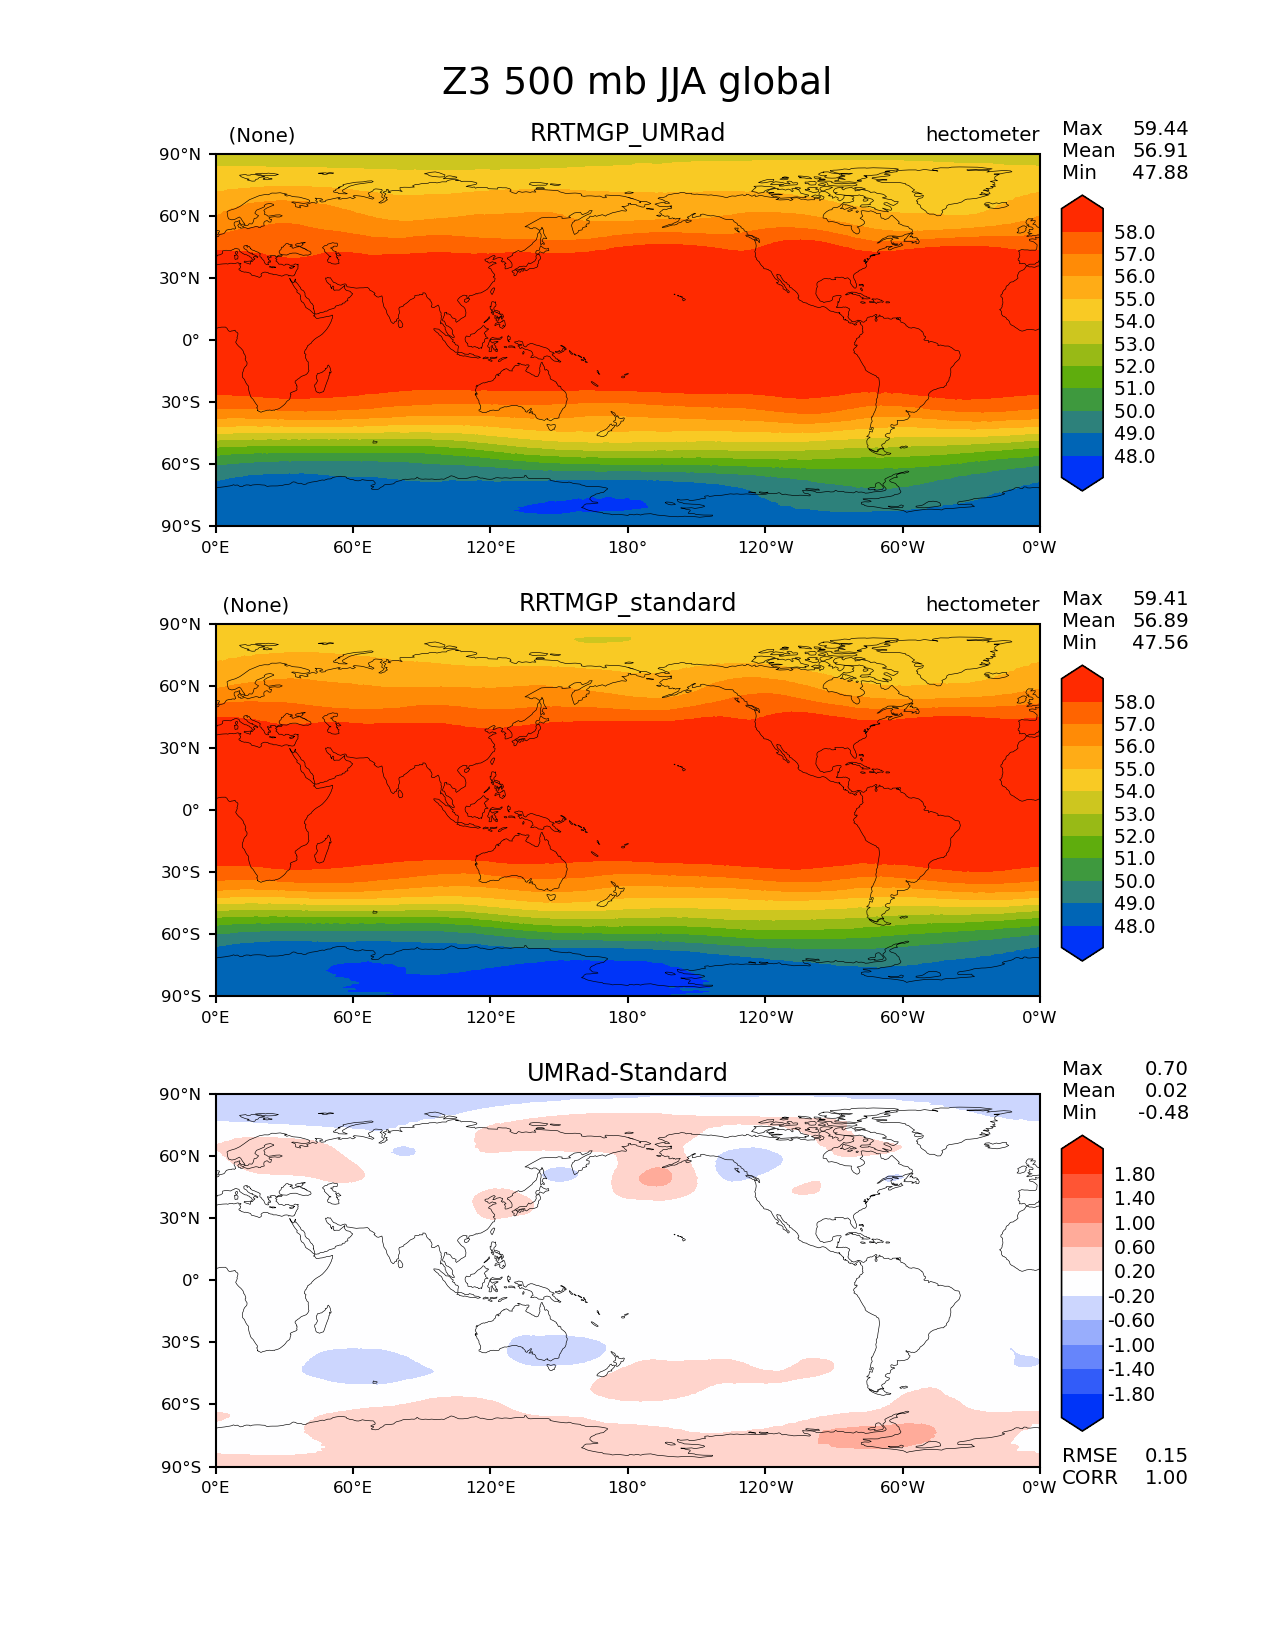 Z3 500 mb JJA global
(None) RRTMGP_UMRad hectometer
Max 59.44
Mean 56.91
Min 47.88
90°N
60°N
30°N
0°
30°S
60°S
90°S
0°E 60°E 120°E 180° 120°W 60°W 0°W
58.0
57.0
56.0
55.0
54.0
53.0
52.0
51.0
50.0
49.0
48.0
(None) RRTMGP_standard hectometer
Max 59.41
Mean 56.89
Min 47.56
90°N
60°N
30°N
0°
30°S
60°S
90°S
0°E 60°E 120°E 180° 120°W 60°W 0°W
58.0
57.0
56.0
55.0
54.0
53.0
52.0
51.0
50.0
49.0
48.0
UMRad-Standard
Max 0.70
Mean 0.02
Min -0.48
90°N
60°N
30°N
0°
30°S
60°S
90°S
0°E 60°E 120°E 180° 120°W 60°W 0°W
1.80
1.40
1.00
0.60
0.20
-0.20
-0.60
-1.00
-1.40
-1.80
RMSE 0.15
CORR 1.00